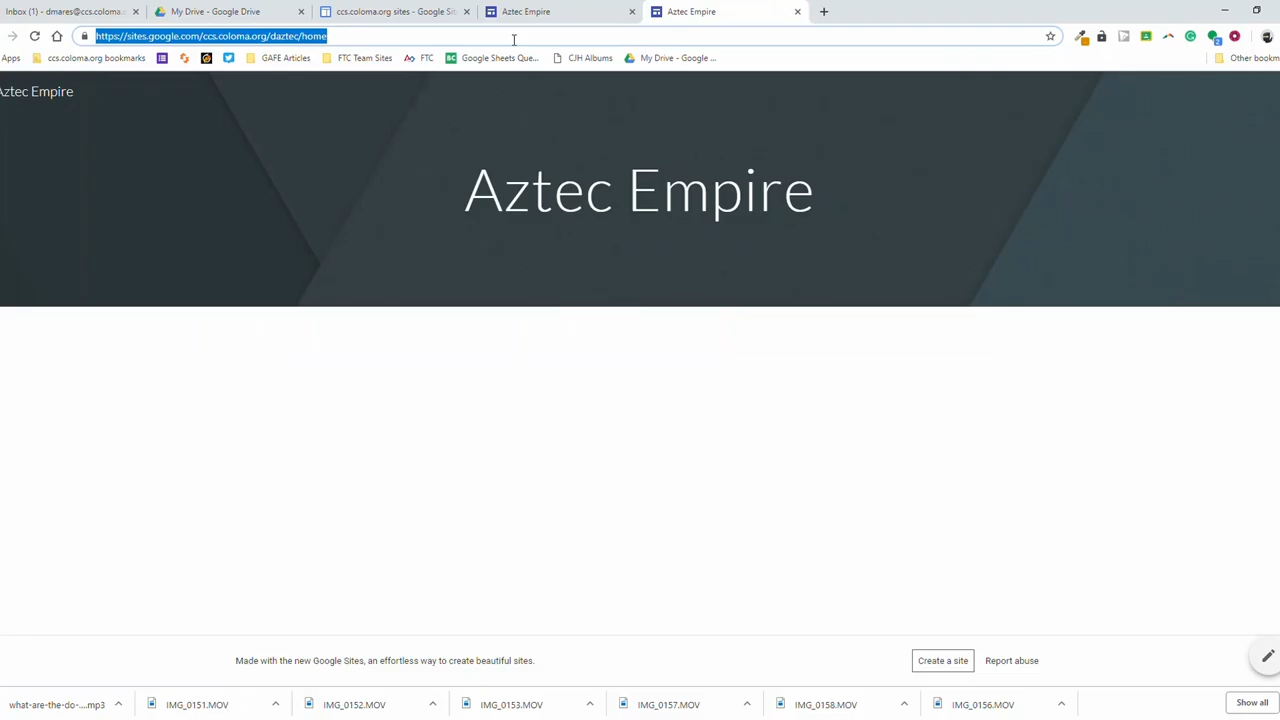 Inbox (1) - dmares@ccs.coloma. My Drive - Google Drive ccs.coloma.org sites - Google Sit Aztec Empire Aztec Empire
https://sites.google.com/ccs.coloma.org/daztec/home
Apps ccs.coloma.org bookmarks GAFE Articles FTC Team Sites FTC Google Sheets Que... CJH Albums My Drive - Google ... Other bookm
Aztec Empire
Aztec Empire
Made with the new Google Sites, an effortless way to create beautiful sites. Create a site Report abuse
what-are-the-do-....mp3 IMG_0151.MOV IMG_0152.MOV IMG_0153.MOV IMG_0157.MOV IMG_0158.MOV IMG_0156.MOV Show all